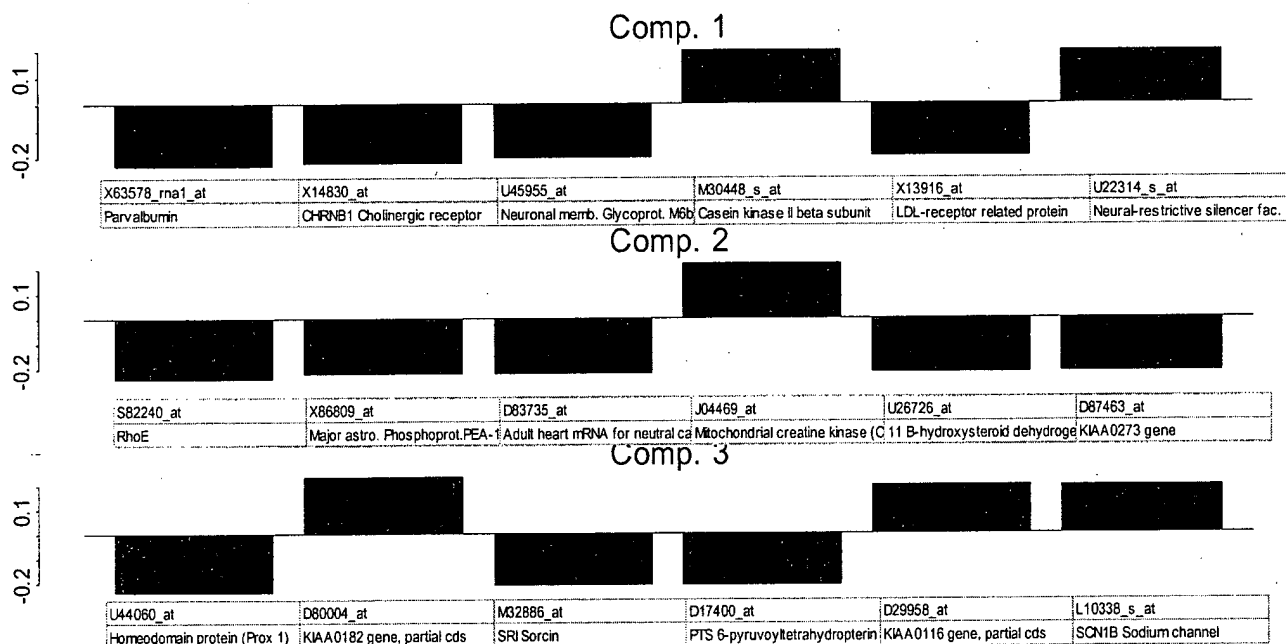 Comp. 1
0.1
-0.2
X63578_rna1_at X14830_at U45955_at M30448_s_at X13916_at U22314_s_at
Parvalbumin CHRNB1 Cholinergic receptor Neuronal memb. Glycoprot. M6b Casein kinase II beta subunit LDL-receptor related protein Neural-restrictive silencer fac.
Comp. 2
0.1
-0.2
S82240_at X86809_at D83735_at J04469_at U26726_at D87463_at
RhoE Major astro. Phosphoprot.PEA-1 Adult heart mRNA for neutral ca Mitochondrial creatine kinase (C 11 B-hydroxysteroid dehydroge KIAA0273 gene
Comp. 3
0.1
-0.2
U44060_at D80004_at M32886_at D17400_at D29958_at L10338_s_at
Homeodomain protein (Prox 1) KIAA0182 gene, partial cds SRI Sorcin PTS 6-pyruvoyltetrahydropterin KIAA0116 gene, partial cds SCN1B Sodium channel